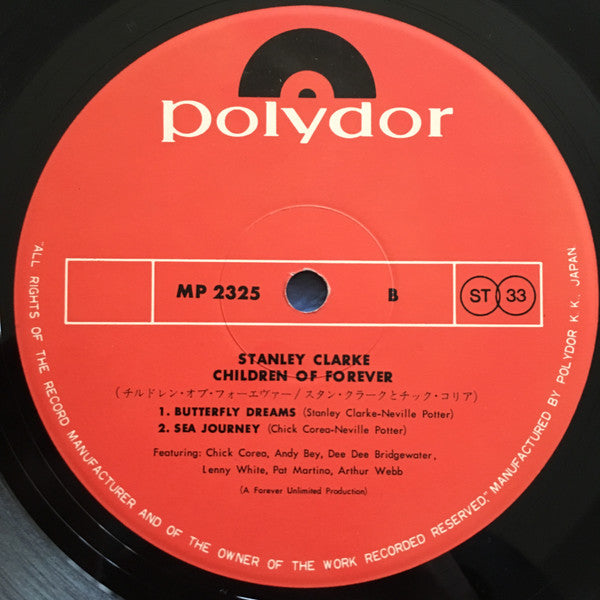 polydor
MP 2325 B ST 33
STANLEY CLARKE
CHILDREN OF FOREVER
(チルドレン・オブ・フォーエヴァー/スタン・クラークとチック・コリア)
1. BUTTERFLY DREAMS (Stanley Clarke-Neville Potter)
2. SEA JOURNEY (Chick Corea-Neville Potter)
Featuring: Chick Corea, Andy Bey, Dee Dee Bridgewater,
Lenny White, Pat Martino, Arthur Webb
(A Forever Unlimited Production)
"ALL RIGHTS OF THE RECORD MANUFACTURER AND OF THE OWNER OF THE WORK RECORDED RESERVED." MANUFACTURED BY POLYDOR K.K., JAPAN